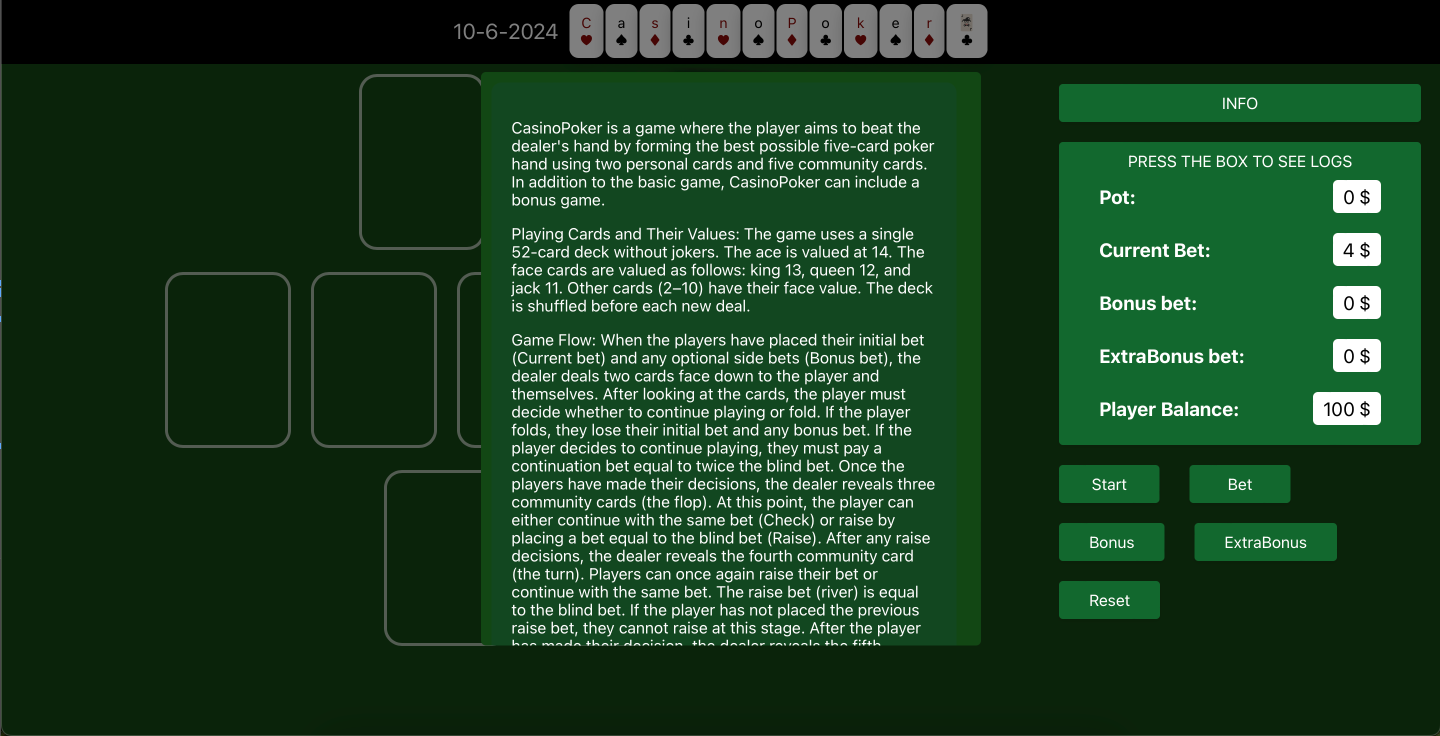 10-6-2024 CasinoPoker
CasinoPoker is a game where the player aims to beat the
dealer's hand by forming the best possible five-card poker
hand using two personal cards and five community cards.
In addition to the basic game, CasinoPoker can include a
bonus game.
Playing Cards and Their Values: The game uses a single
52-card deck without jokers. The ace is valued at 14. The
face cards are valued as follows: king 13, queen 12, and
jack 11. Other cards (2–10) have their face value. The deck
is shuffled before each new deal.
Game Flow: When the players have placed their initial bet
(Current bet) and any optional side bets (Bonus bet), the
dealer deals two cards face down to the player and
themselves. After looking at the cards, the player must
decide whether to continue playing or fold. If the player
folds, they lose their initial bet and any bonus bet. If the
player decides to continue playing, they must pay a
continuation bet equal to twice the blind bet. Once the
players have made their decisions, the dealer reveals three
community cards (the flop). At this point, the player can
either continue with the same bet (Check) or raise by
placing a bet equal to the blind bet (Raise). After any raise
decisions, the dealer reveals the fourth community card
(the turn). Players can once again raise their bet or
continue with the same bet. The raise bet (river) is equal
to the blind bet. If the player has not placed the previous
raise bet, they cannot raise at this stage. After the player
has made their decision, the dealer reveals the fifth
INFO
PRESS THE BOX TO SEE LOGS
Pot: 0 $
Current Bet: 4 $
Bonus bet: 0 $
ExtraBonus bet: 0 $
Player Balance: 100 $
Start Bet
Bonus ExtraBonus
Reset